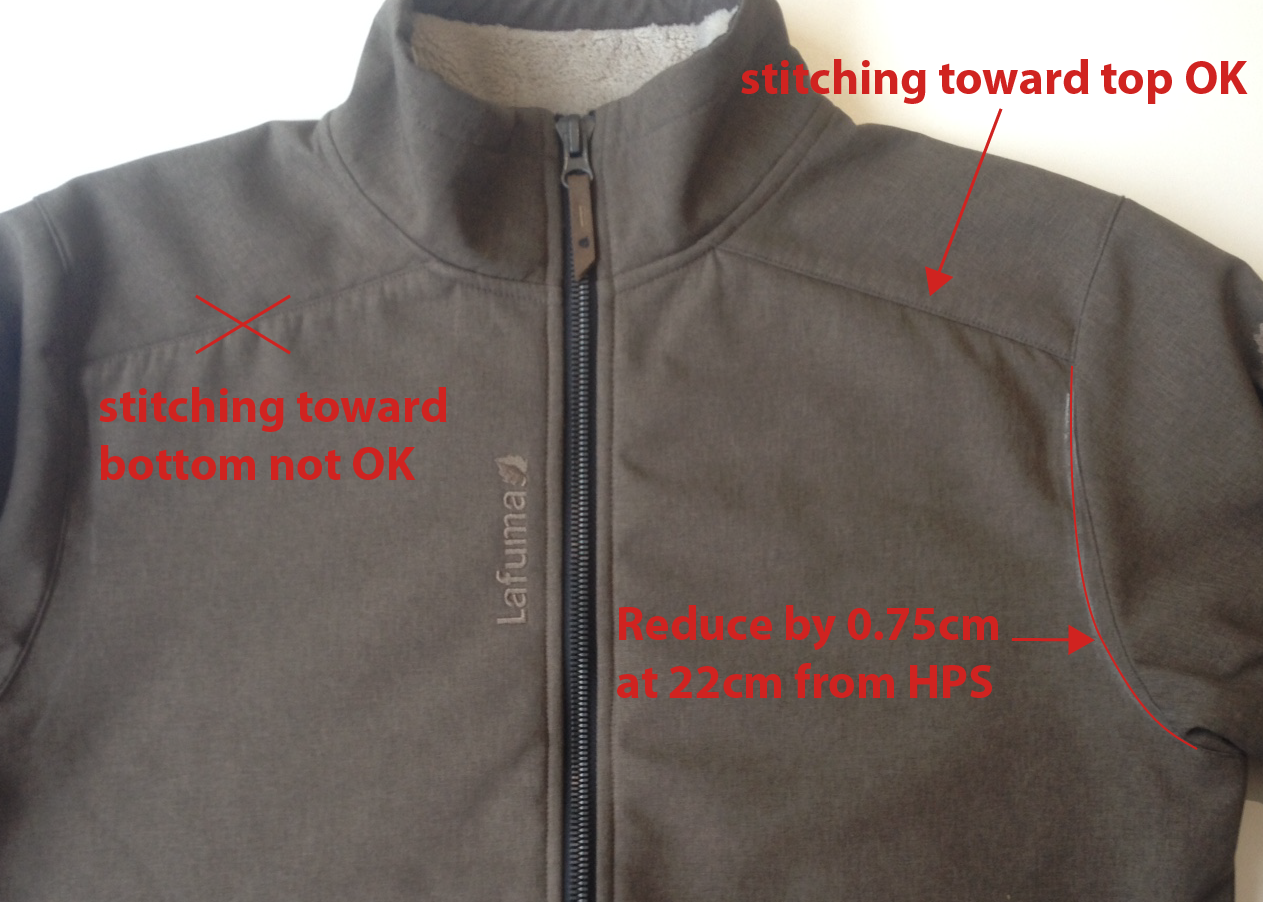 stitching toward top OK
stitching toward
bottom not OK
Lafuma
Reduce by 0.75cm
at 22cm from HPS